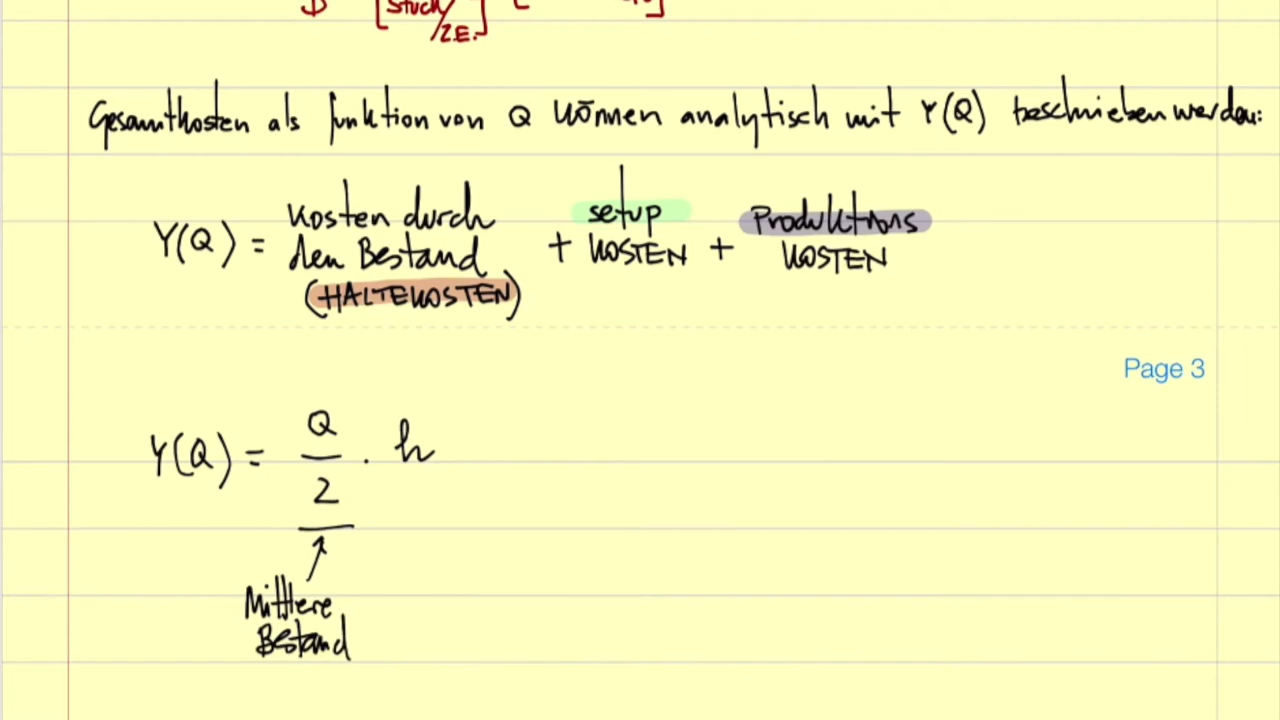 D [Stück/Z.E.]
Gesamtkosten als funktion von Q können analytisch mit Y(Q) beschrieben werden:
Y(Q) = Kosten durch den Bestand (HALTEKOSTEN) + setup KOSTEN + Produktions KOSTEN
Page 3
Y(Q) = Q/2 · h
Mittlere
Bestand